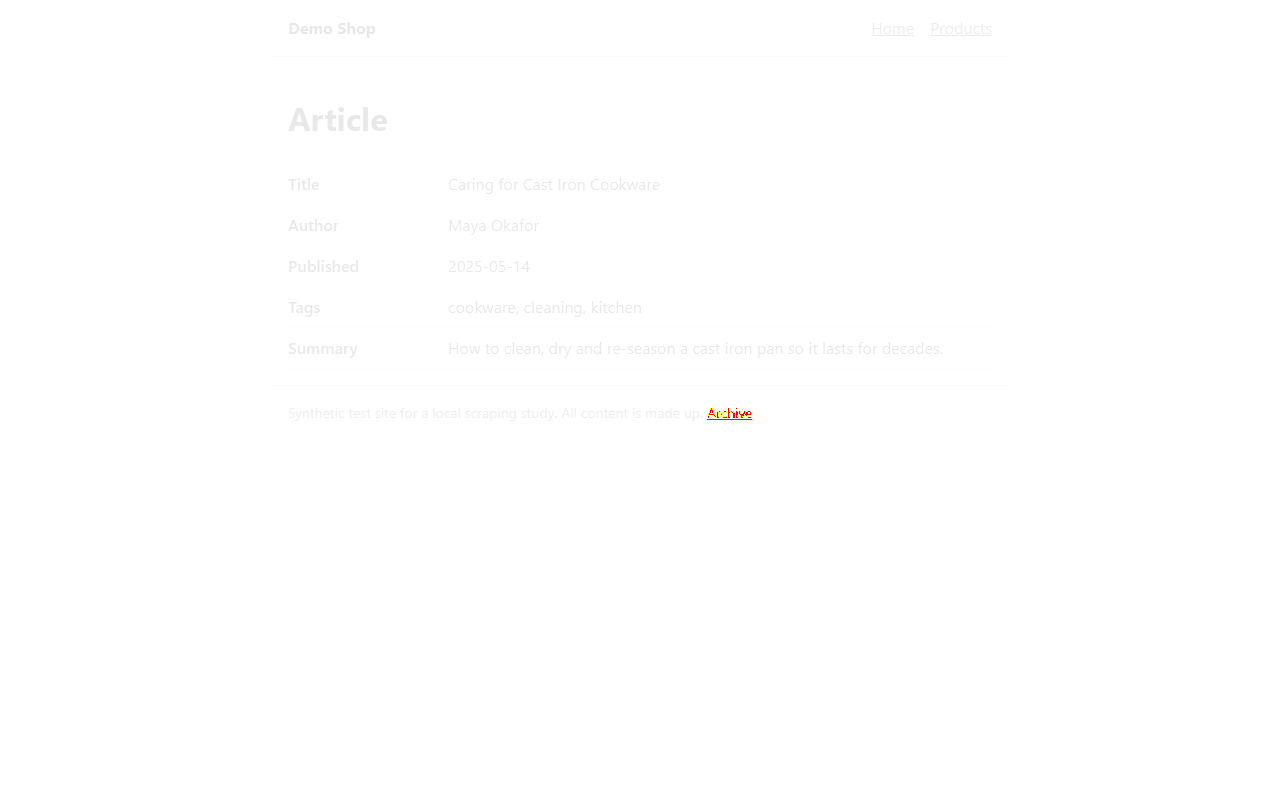 Demo Shop Home Products
Article
Title Caring for Cast Iron Cookware
Author Maya Okafor
Published 2025-05-14
Tags cookware, cleaning, kitchen
Summary How to clean, dry and re-season a cast iron pan so it lasts for decades.
Synthetic test site for a local scraping study. All content is made up. Archive